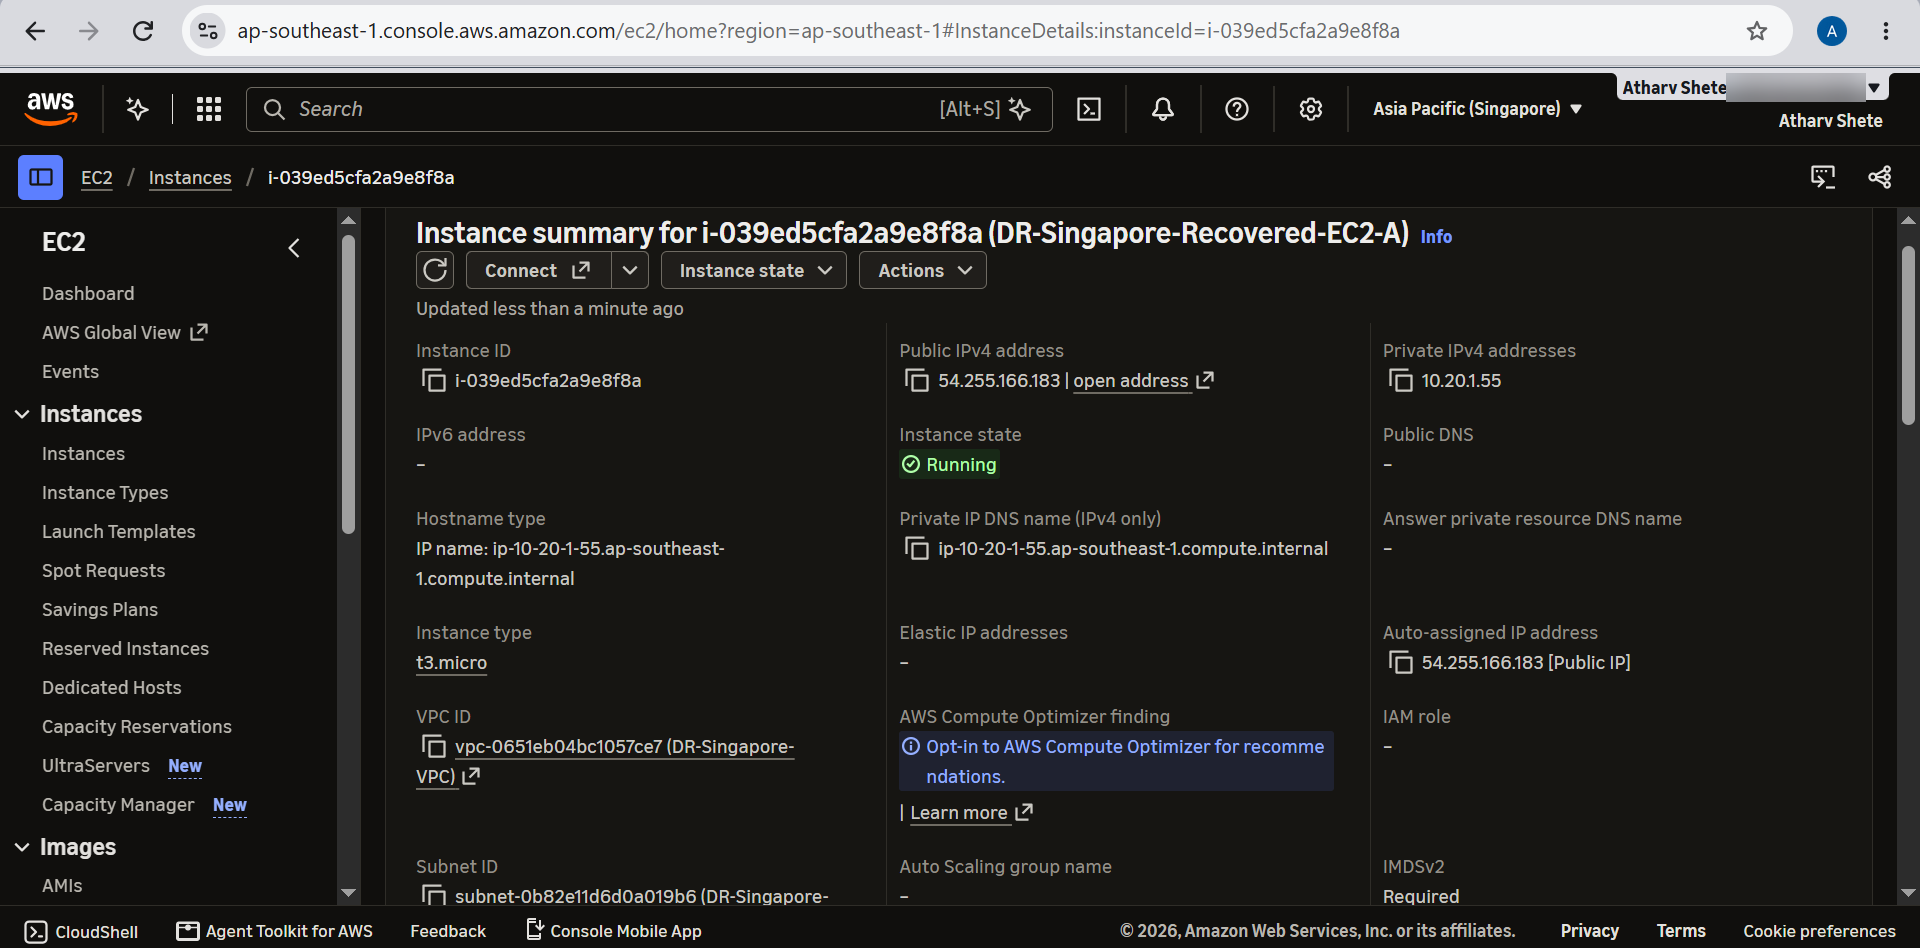 ap-southeast-1.console.aws.amazon.com/ec2/home?region=ap-southeast-1#InstanceDetails:instanceId=i-039ed5cfa2a9e8f8a
A
aws
Search
[Alt+S]
Asia Pacific (Singapore)
Atharv Shete
Atharv Shete
EC2 / Instances / i-039ed5cfa2a9e8f8a
EC2
Dashboard
AWS Global View
Events
Instances
Instances
Instance Types
Launch Templates
Spot Requests
Savings Plans
Reserved Instances
Dedicated Hosts
Capacity Reservations
UltraServers New
Capacity Manager New
Images
AMIs
Instance summary for i-039ed5cfa2a9e8f8a (DR-Singapore-Recovered-EC2-A) Info
Connect
Instance state
Actions
Updated less than a minute ago
Instance ID
i-039ed5cfa2a9e8f8a
Public IPv4 address
54.255.166.183 | open address
Private IPv4 addresses
10.20.1.55
IPv6 address
–
Instance state
Running
Public DNS
–
Hostname type
IP name: ip-10-20-1-55.ap-southeast-
1.compute.internal
Private IP DNS name (IPv4 only)
ip-10-20-1-55.ap-southeast-1.compute.internal
Answer private resource DNS name
–
Instance type
t3.micro
Elastic IP addresses
–
Auto-assigned IP address
54.255.166.183 [Public IP]
VPC ID
vpc-0651eb04bc1057ce7 (DR-Singapore-
VPC)
AWS Compute Optimizer finding
Opt-in to AWS Compute Optimizer for recomme
ndations.
| Learn more
IAM role
–
Subnet ID
subnet-0b82e11d6d0a019b6 (DR-Singapore-
Auto Scaling group name
–
IMDSv2
Required
CloudShell
Agent Toolkit for AWS
Feedback
Console Mobile App
© 2026, Amazon Web Services, Inc. or its affiliates.
Privacy
Terms
Cookie preferences